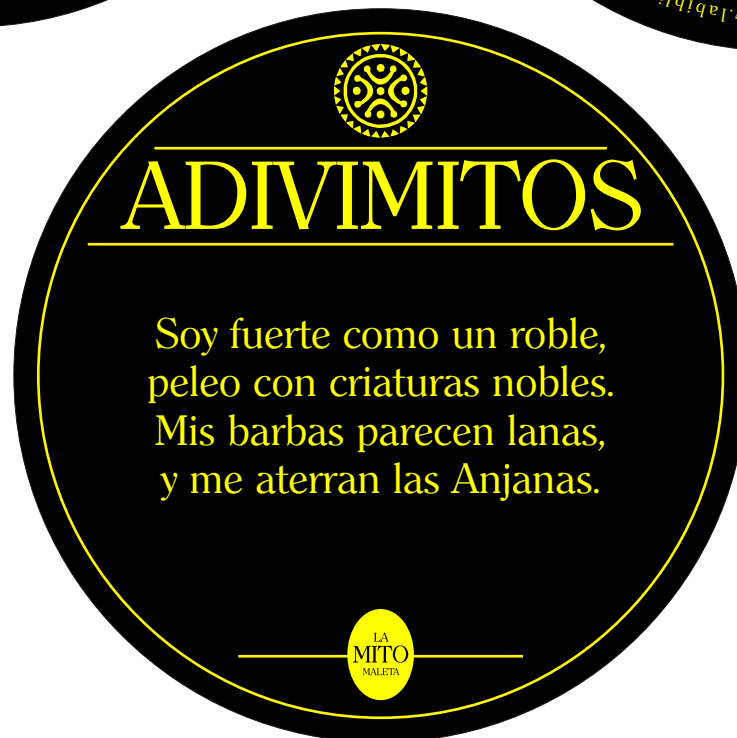 ADIVIMITOS
Soy fuerte como un roble,
peleo con criaturas nobles.
Mis barbas parecen lanas,
y me aterran las Anjanas.
LA
MITO
MALETA